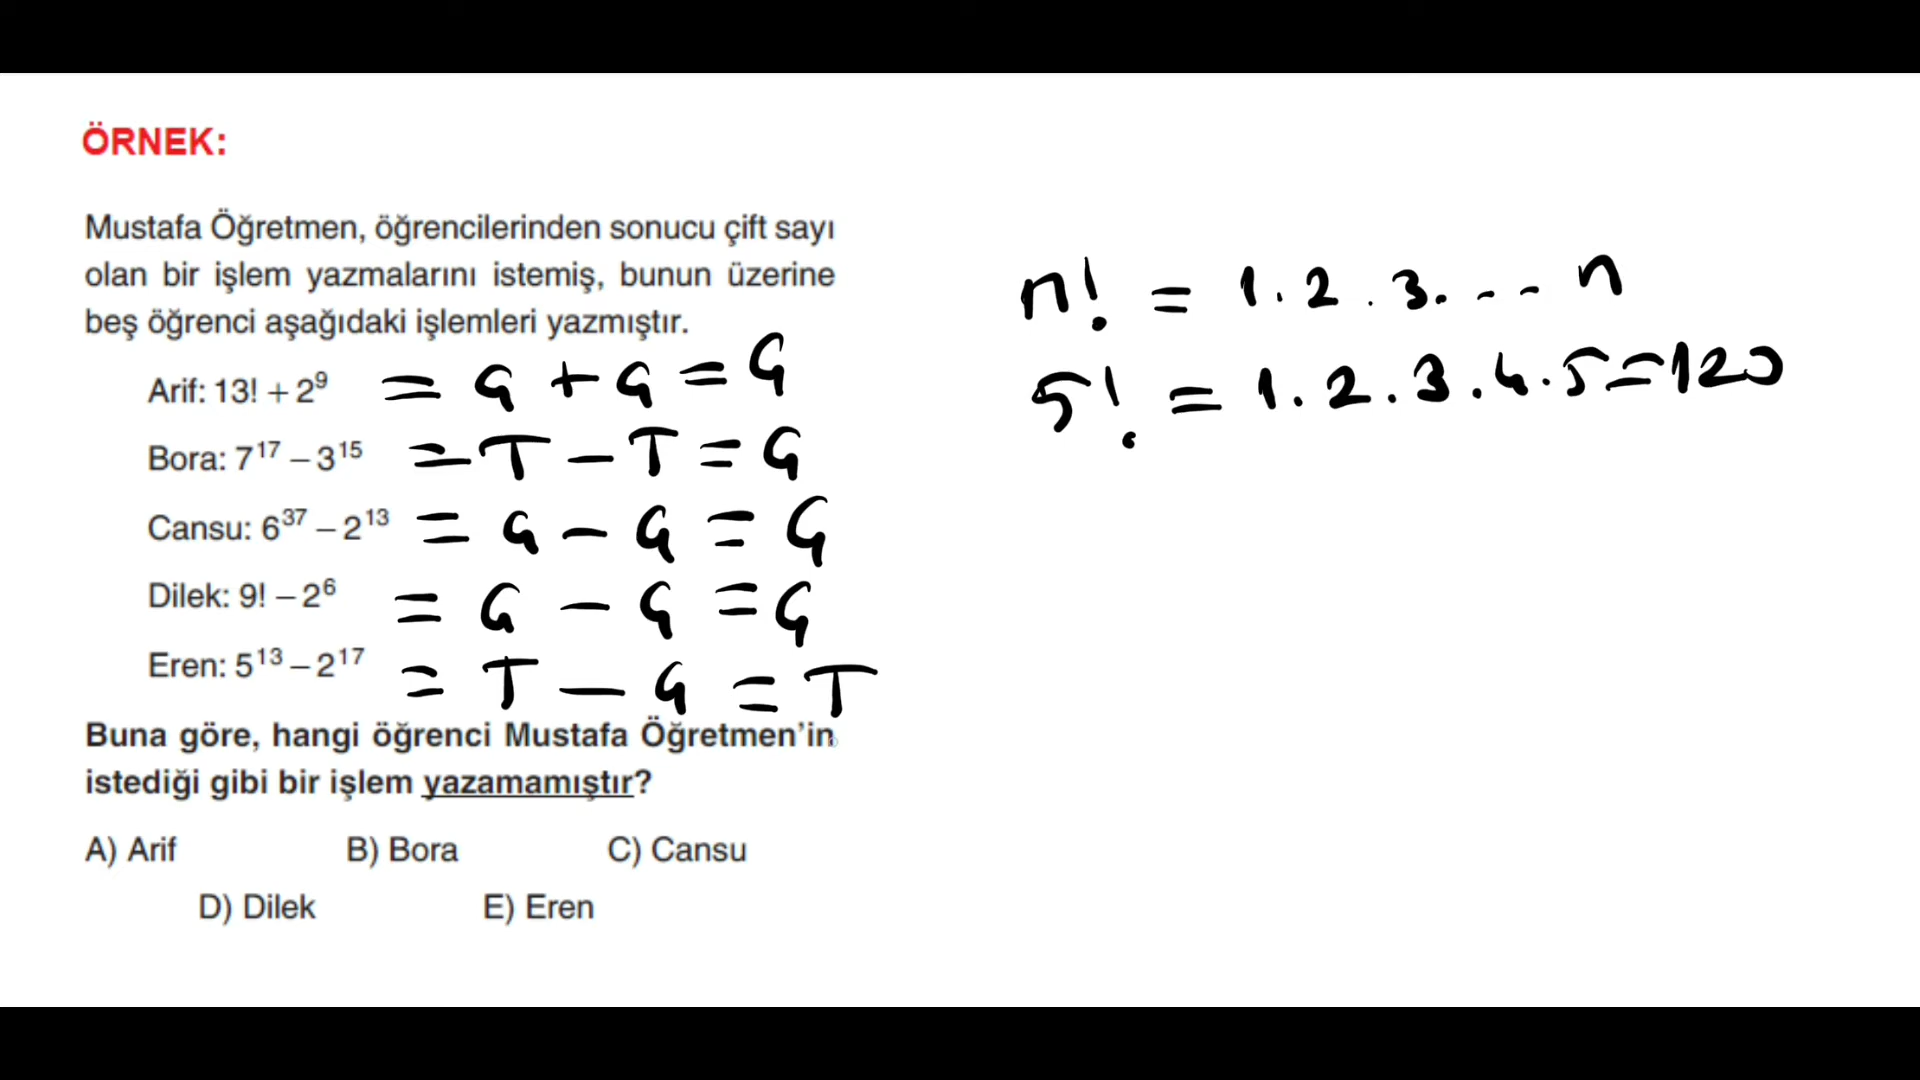 ÖRNEK:
Mustafa Öğretmen, öğrencilerinden sonucu çift sayı
olan bir işlem yazmalarını istemiş, bunun üzerine
beş öğrenci aşağıdaki işlemleri yazmıştır.
Arif: 13! + 2⁹ = Ç + Ç = Ç
Bora: 7¹⁷ – 3¹⁵ = T – T = Ç
Cansu: 6³⁷ – 2¹³ = Ç – Ç = Ç
Dilek: 9! – 2⁶ = Ç – Ç = Ç
Eren: 5¹³ – 2¹⁷ = T – Ç = T
Buna göre, hangi öğrenci Mustafa Öğretmen’in
istediği gibi bir işlem yazamamıştır?
A) Arif B) Bora C) Cansu
D) Dilek E) Eren
n! = 1.2.3. . . n
5! = 1.2.3.4.5=120